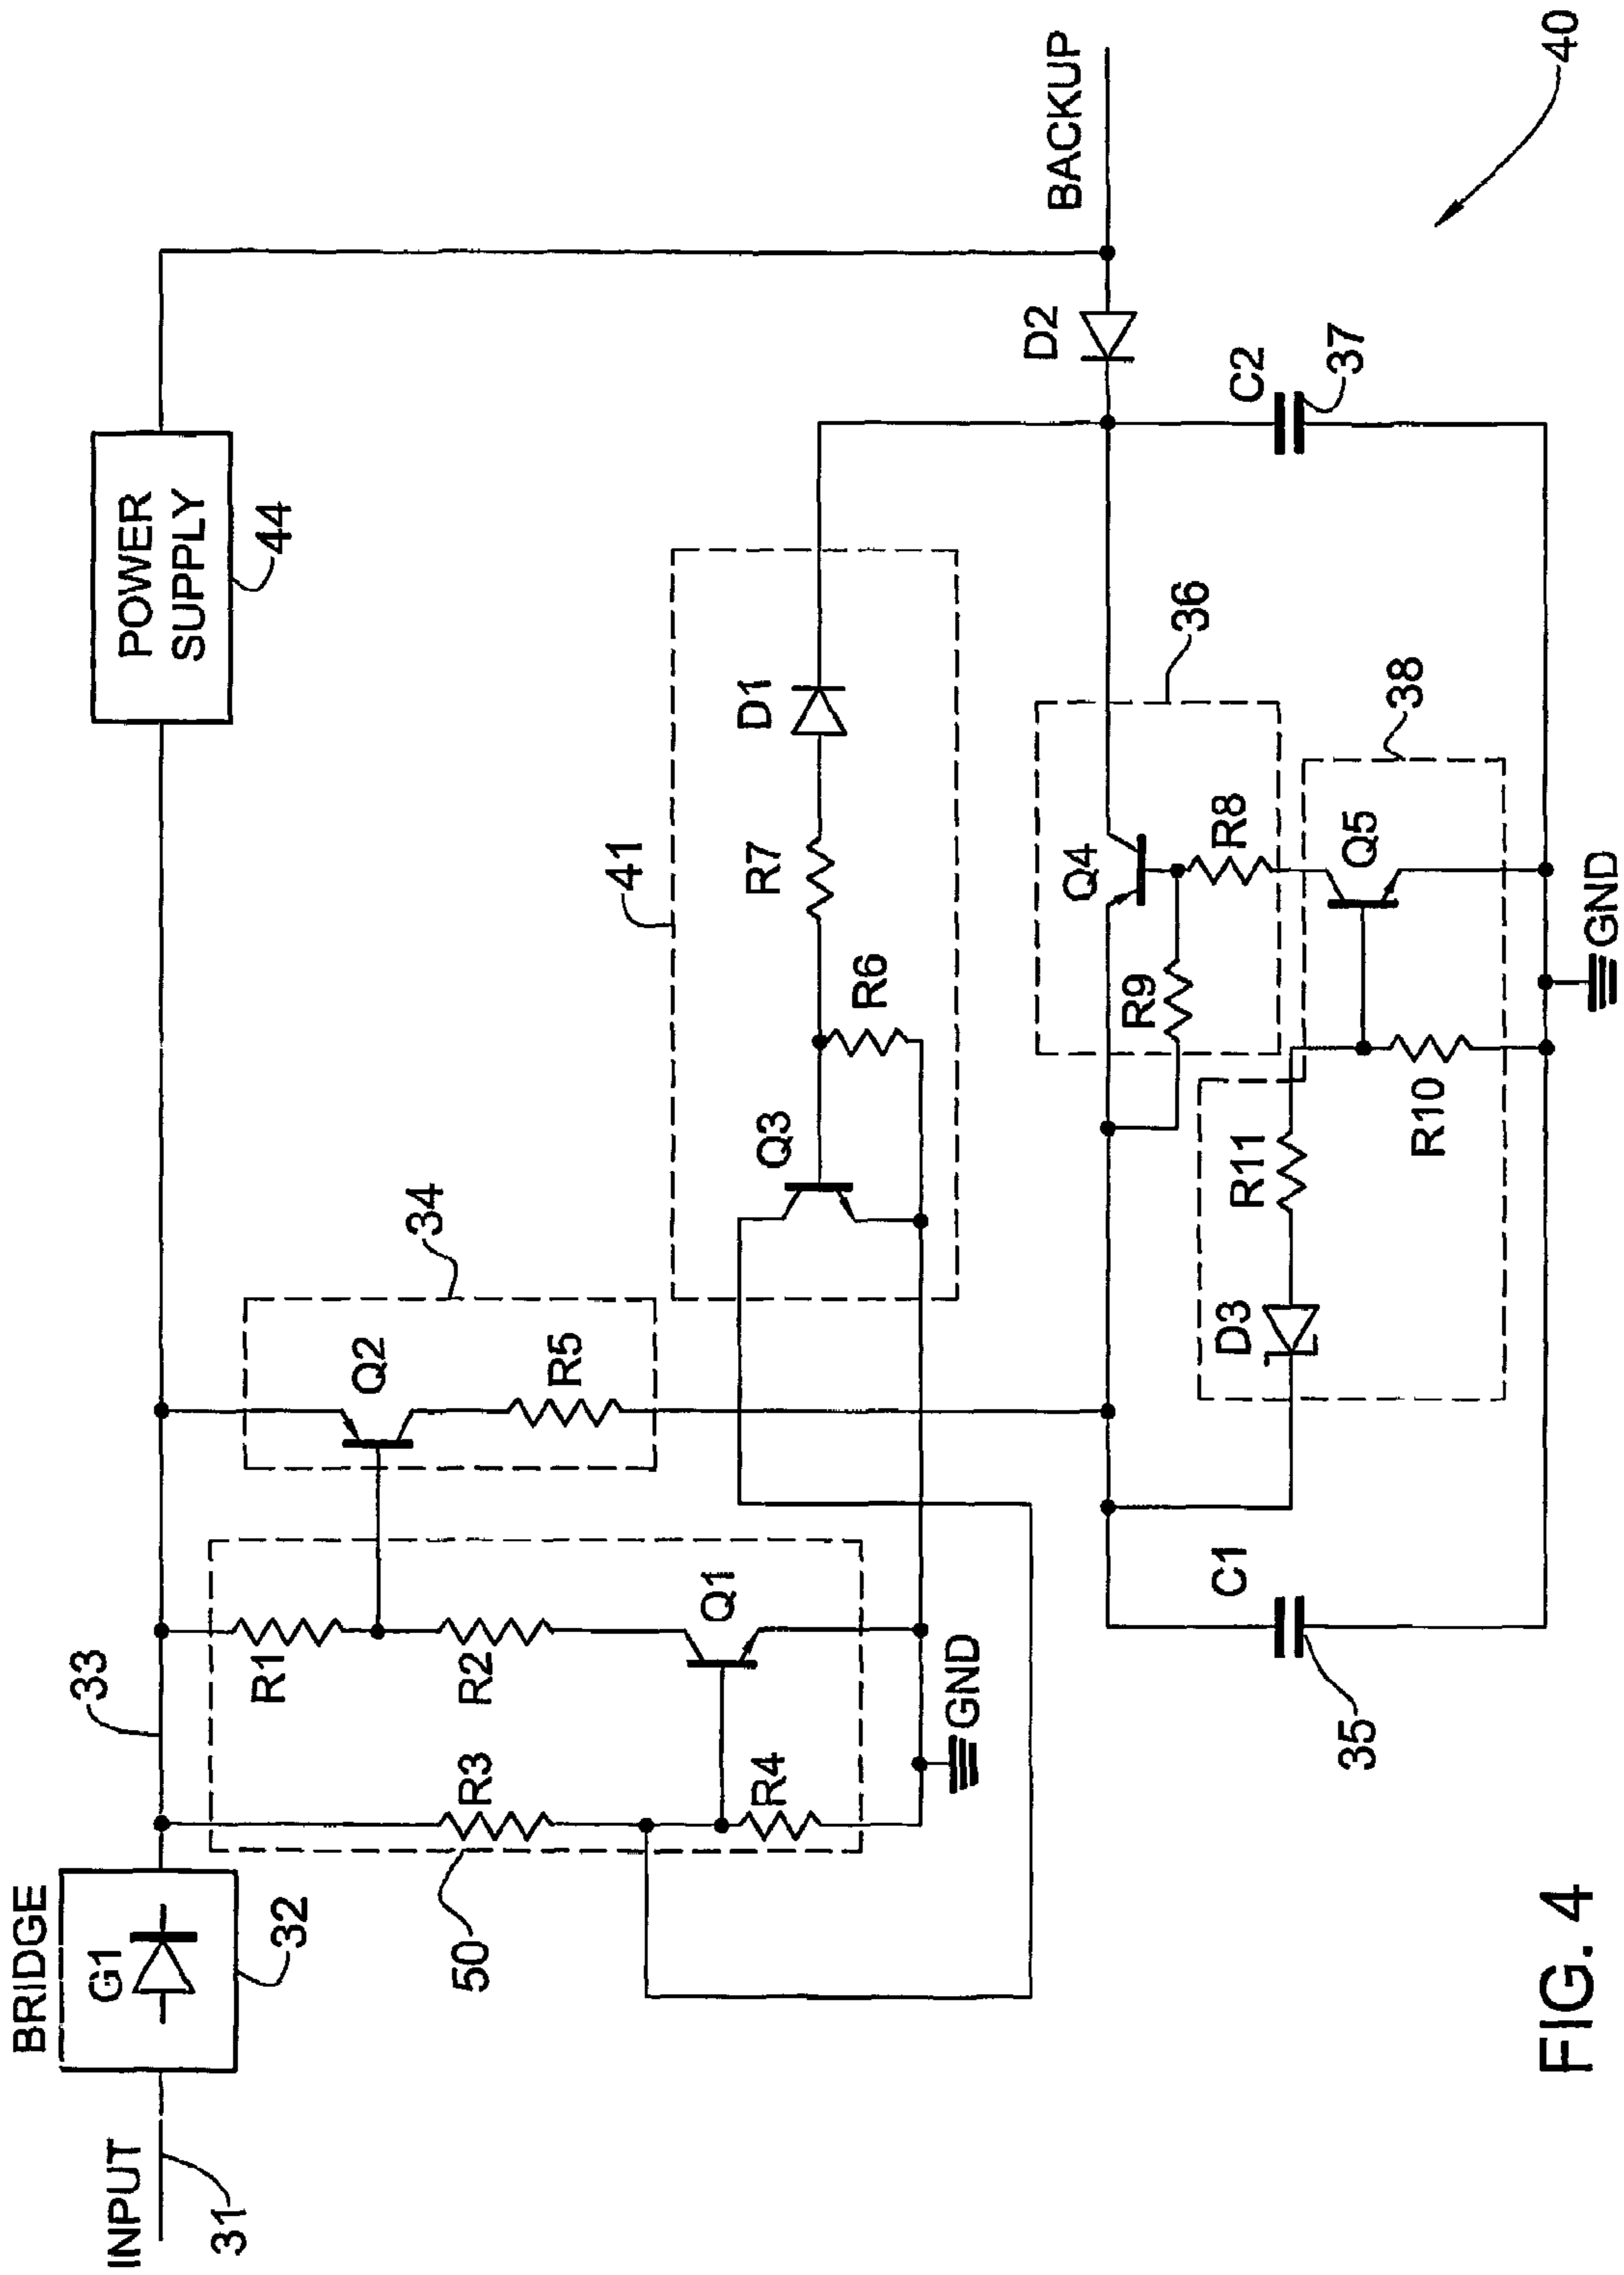 BRIDGE
G1
32
INPUT
31
33
POWER
SUPPLY
44
R1
R2
R3
R4
Q1
50
GND
34
Q2
R5
41
Q3
R6
R7
D1
BACKUP
D2
C2
37
36
Q4
R8
R9
38
Q5
R10
R11
D3
C1
35
GND
40
FIG. 4